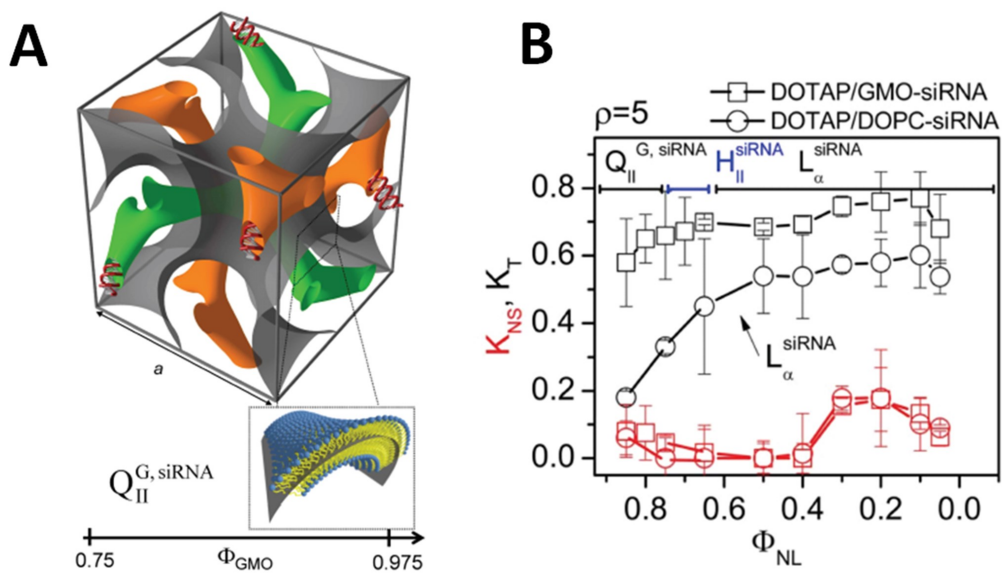 A
a
Q_II^G, siRNA
0.75
Φ_GMO
0.975
B
ρ=5
DOTAP/GMO-siRNA
DOTAP/DOPC-siRNA
Q_II^G, siRNA H_II^siRNA L_α^siRNA
L_α^siRNA
K_NS, K_T
0.8
0.6
0.4
0.2
0.0
0.8 0.6 0.4 0.2 0.0
Φ_NL